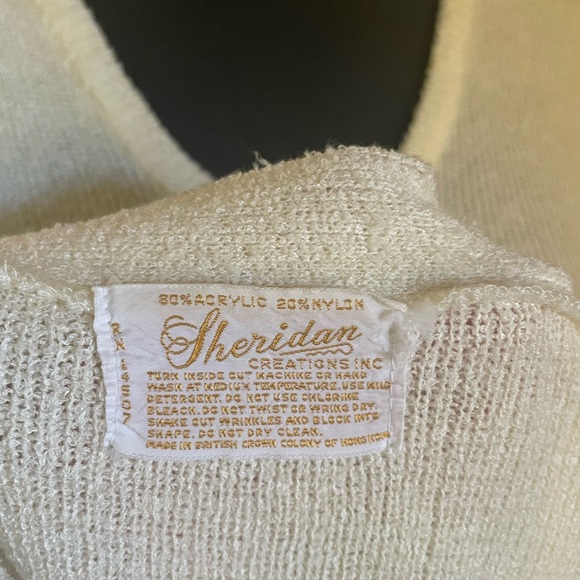 80% ACRYLIC 20% NYLON
Sheridan
CREATIONS INC
TURN INSIDE OUT MACHINE OR HAND
WASH AT MEDIUM TEMPERATURE. USE MILD
DETERGENT. DO NOT USE CHLORINE
BLEACH. DO NOT TWIST OR WRING DRY.
SHAKE OUT WRINKLES AND BLOCK INTO
SHAPE. DO NOT DRY CLEAN.
MADE IN BRITISH CROWN COLONY OF HONG KONG